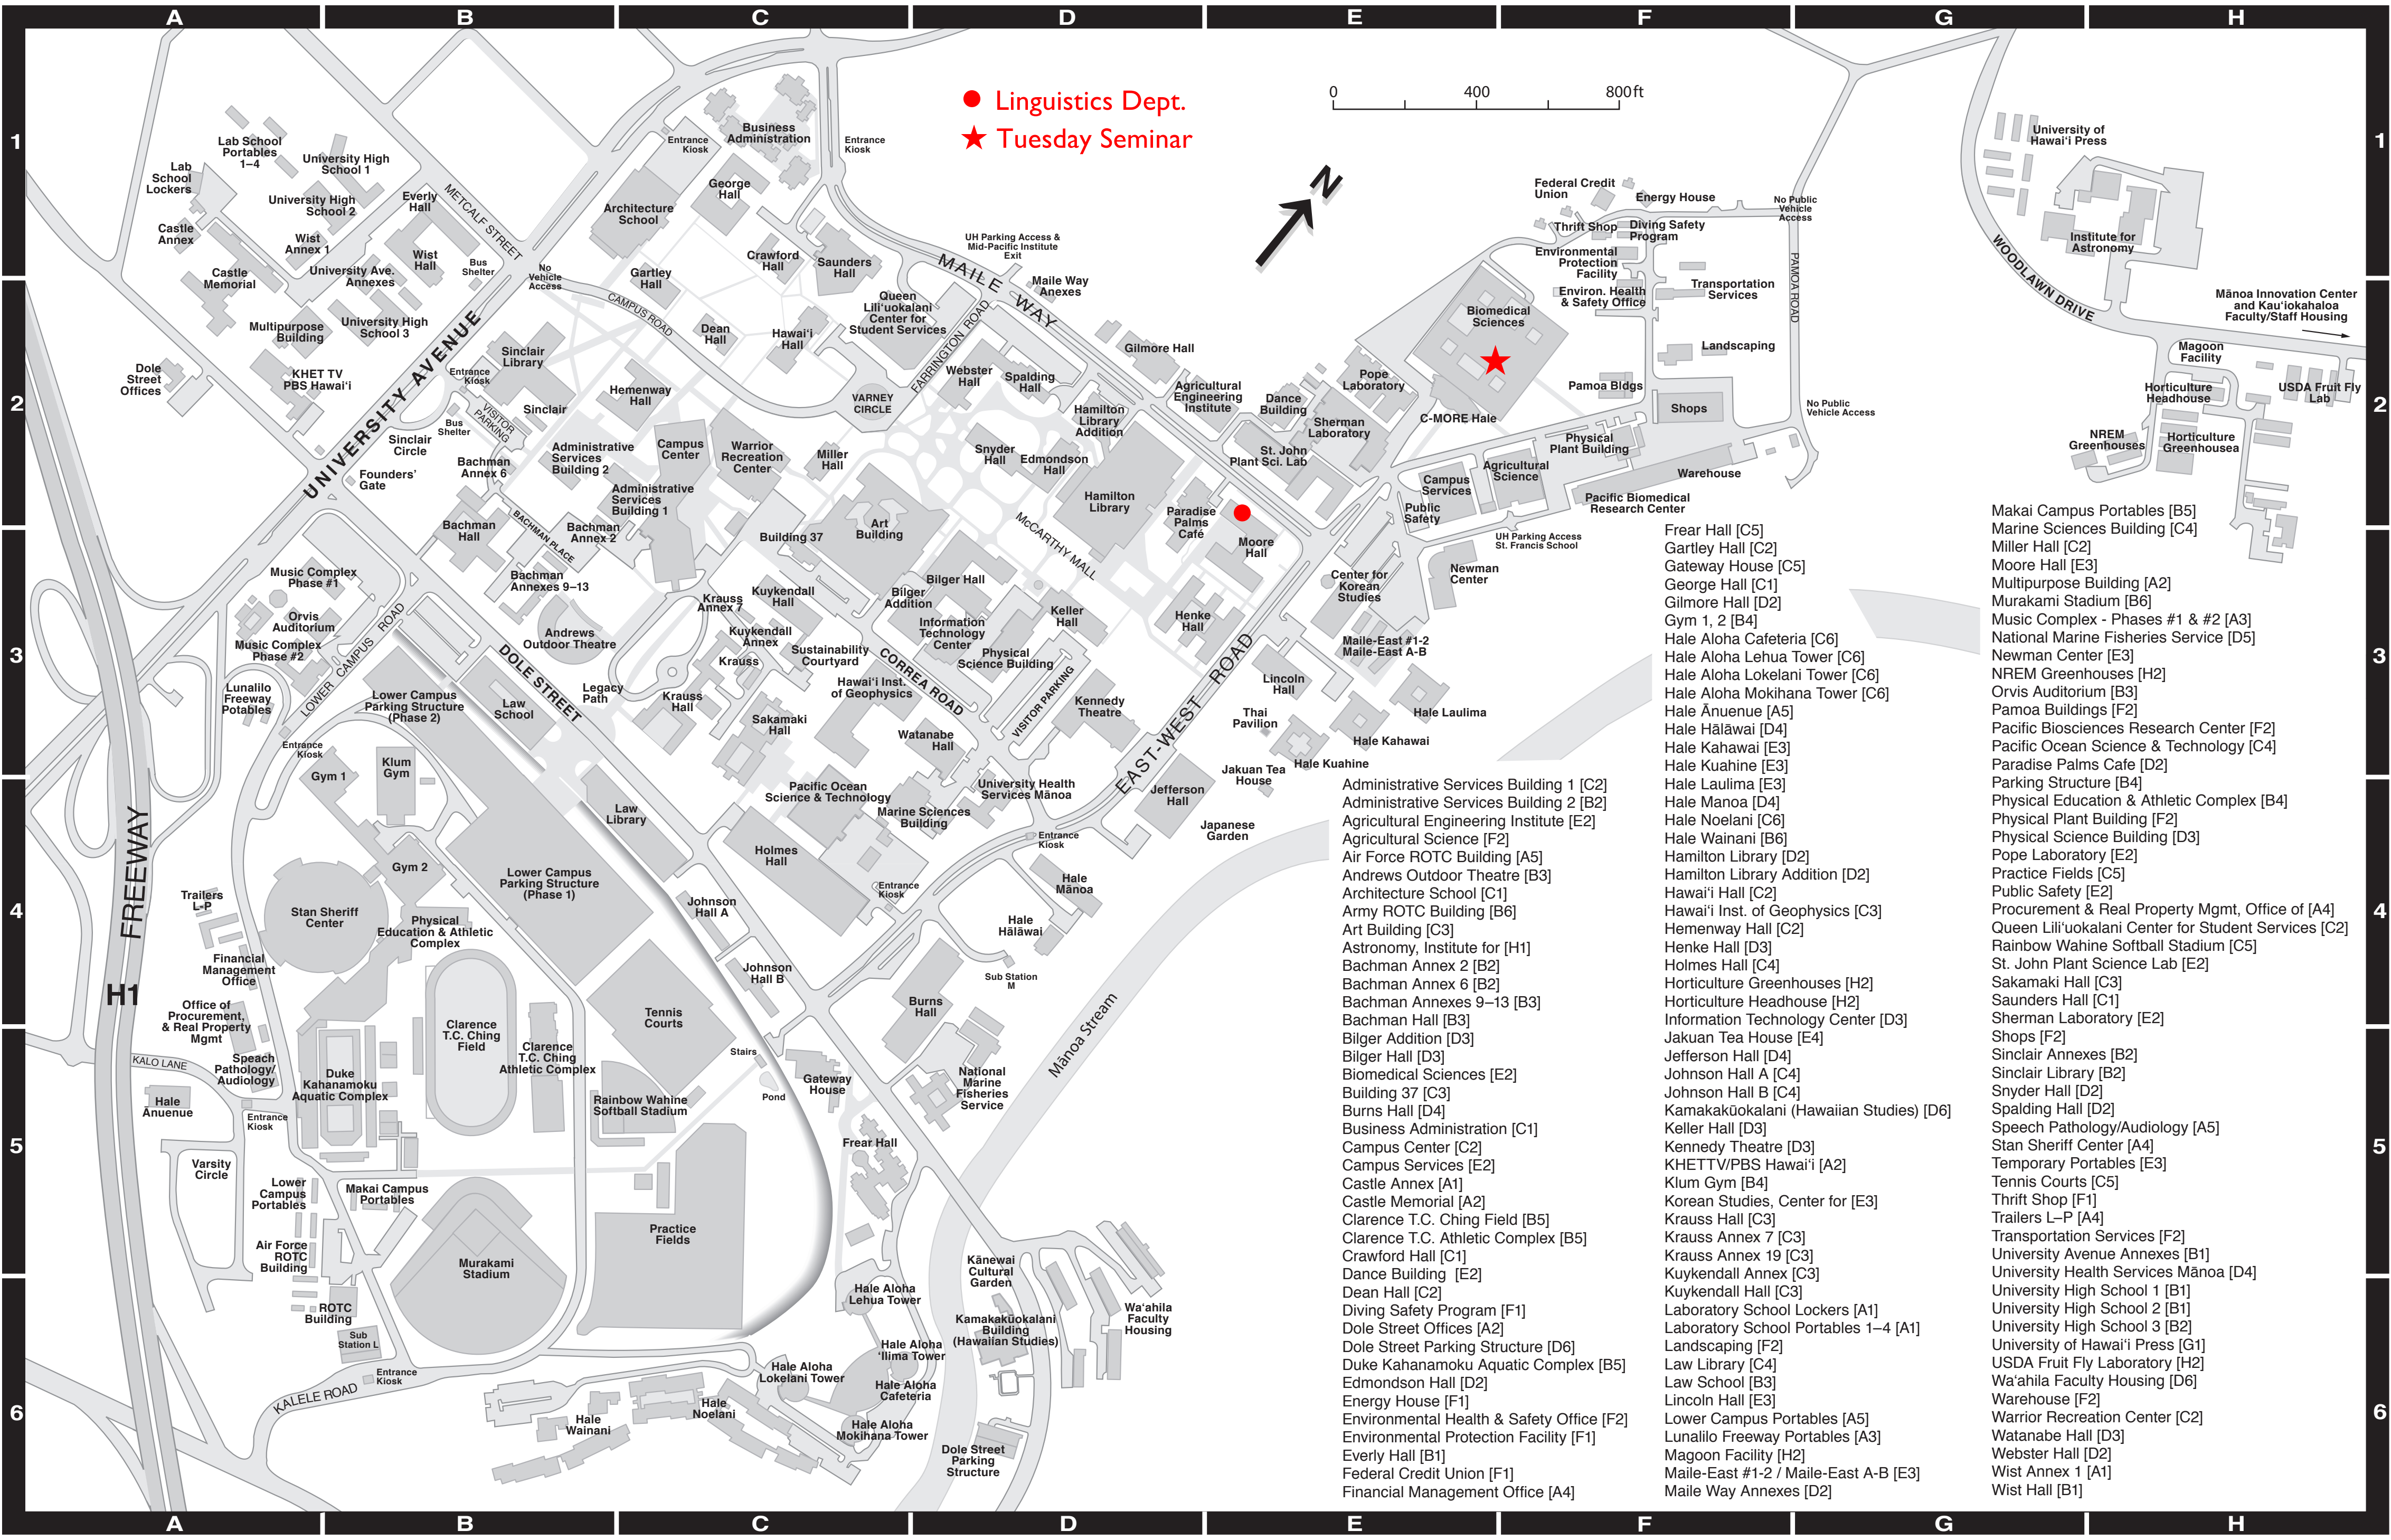 A B C D E F G H
1
2
3
4
5
6
Linguistics Dept.
Tuesday Seminar
0 400 800ft
N
Lab School
Portables
1–4
University High
School 1
Lab
School
Lockers
University High
School 2
Everly
Hall
METCALF STREET
Castle
Annex
Wist
Annex 1
Wist
Hall
Bus
Shelter
Castle
Memorial
University Ave.
Annexes
Multipurpose
Building
University High
School 3
Dole
Street
Offices
KHET TV
PBS Hawaiʻi
UNIVERSITY AVENUE
Entrance
Kiosk
Business
Administration
Entrance
Kiosk
George
Hall
Architecture
School
Crawford
Hall
Saunders
Hall
No
Vehicle
Access
Gartley
Hall
CAMPUS ROAD
Queen
Liliʻuokalani
Center for
Student Services
Dean
Hall
Hawaiʻi
Hall
UH Parking Access &
Mid-Pacific Institute
Exit
MAILE WAY
Maile Way
Anexes
FARRINGTON ROAD
Gilmore Hall
Sinclair
Library
Entrance
Kiosk
Hemenway
Hall
VISITOR
PARKING
Sinclair
Bus
Shelter
Sinclair
Circle
Founders’
Gate
Bachman
Annex 6
Administrative
Services
Building 2
Campus
Center
Warrior
Recreation
Center
Miller
Hall
VARNEY
CIRCLE
Webster
Hall
Spalding
Hall
Hamilton
Library
Addition
Agricultural
Engineering
Institute
Snyder
Hall
Edmondson
Hall
Hamilton
Library
Administrative
Services
Building 1
Bachman
Hall
BACHMAN PLACE
Bachman
Annex 2
Bachman
Annexes 9–13
Building 37
Art
Building
McCARTHY MALL
Paradise
Palms
Café
Moore
Hall
Dance
Building
Pope
Laboratory
Sherman
Laboratory
St. John
Plant Sci. Lab
Biomedical
Sciences
C-MORE Hale
Federal Credit
Union
Energy House
No Public
Vehicle
Access
Thrift Shop
Diving Safety
Program
Environmental
Protection
Facility
Environ. Health
& Safety Office
Transportation
Services
PAMOA ROAD
Landscaping
Pamoa Bldgs
Shops
No Public
Vehicle Access
Physical
Plant Building
Warehouse
Agricultural
Science
Campus
Services
Public
Safety
Pacific Biomedical
Research Center
UH Parking Access
St. Francis School
University of
Hawaiʻi Press
Institute for
Astronomy
WOODLAWN DRIVE
Mānoa Innovation Center
and Kauʻiokahaloa
Faculty/Staff Housing
Magoon
Facility
Horticulture
Headhouse
USDA Fruit Fly
Lab
NREM
Greenhouses
Horticulture
Greenhousea
Music Complex
Phase #1
Orvis
Auditorium
Music Complex
Phase #2
LOWER CAMPUS ROAD
Lunalilo
Freeway
Potables
Entrance
Kiosk
Lower Campus
Parking Structure
(Phase 2)
Law
School
DOLE STREET
Andrews
Outdoor Theatre
Legacy
Path
Krauss
Annex 7
Kuykendall
Hall
Kuykendall
Annex
Krauss
Krauss
Hall
Sustainability
Courtyard
Hawaiʻi Inst.
of Geophysics
CORREA ROAD
Sakamaki
Hall
Bilger Hall
Bilger
Addition
Information
Technology
Center
Keller
Hall
Physical
Science Building
VISITOR PARKING
Watanabe
Hall
Kennedy
Theatre
Henke
Hall
EAST-WEST ROAD
Center for
Korean
Studies
Newman
Center
Maile-East #1-2
Maile-East A-B
Lincoln
Hall
Thai
Pavilion
Hale Laulima
Hale Kahawai
Hale Kuahine
Jakuan Tea
House
Jefferson
Hall
Japanese
Garden
Gym 1
Klum
Gym
Gym 2
Law
Library
Lower Campus
Parking Structure
(Phase 1)
Pacific Ocean
Science & Technology
University Health
Services Mānoa
Marine Sciences
Building
Holmes
Hall
Entrance
Kiosk
Entrance
Kiosk
Hale
Mānoa
Hale
Hālāwai
Sub Station
M
FREEWAY
H1
Trailers
L-P
Stan Sheriff
Center
Physical
Education & Athletic
Complex
Financial
Management
Office
Office of
Procurement,
& Real Property
Mgmt
Johnson
Hall A
Johnson
Hall B
Burns
Hall
Tennis
Courts
Mānoa Stream
Clarence
T.C. Ching
Field
Clarence
T.C. Ching
Athletic Complex
KALO LANE
Speach
Pathology/
Audiology
Duke
Kahanamoku
Aquatic Complex
Hale
Ānuenue
Entrance
Kiosk
Rainbow Wahine
Softball Stadium
Stairs
Pond
Gateway
House
National
Marine
Fisheries
Service
Frear Hall
Varsity
Circle
Lower
Campus
Portables
Makai Campus
Portables
Air Force
ROTC
Building
Murakami
Stadium
Practice
Fields
ROTC
Building
Sub
Station L
Entrance
Kiosk
KALELE ROAD
Hale
Wainani
Hale
Noelani
Hale Aloha
Lehua Tower
Hale Aloha
ʻIlima Tower
Hale Aloha
Lokelani Tower
Hale Aloha
Cafeteria
Hale Aloha
Mokihana Tower
Kānewai
Cultural
Garden
Kamakakūokalani
Building
(Hawaiian Studies)
Waʻahila
Faculty
Housing
Dole Street
Parking
Structure
Administrative Services Building 1 [C2]
Administrative Services Building 2 [B2]
Agricultural Engineering Institute [E2]
Agricultural Science [F2]
Air Force ROTC Building [A5]
Andrews Outdoor Theatre [B3]
Architecture School [C1]
Army ROTC Building [B6]
Art Building [C3]
Astronomy, Institute for [H1]
Bachman Annex 2 [B2]
Bachman Annex 6 [B2]
Bachman Annexes 9–13 [B3]
Bachman Hall [B3]
Bilger Addition [D3]
Bilger Hall [D3]
Biomedical Sciences [E2]
Building 37 [C3]
Burns Hall [D4]
Business Administration [C1]
Campus Center [C2]
Campus Services [E2]
Castle Annex [A1]
Castle Memorial [A2]
Clarence T.C. Ching Field [B5]
Clarence T.C. Athletic Complex [B5]
Crawford Hall [C1]
Dance Building [E2]
Dean Hall [C2]
Diving Safety Program [F1]
Dole Street Offices [A2]
Dole Street Parking Structure [D6]
Duke Kahanamoku Aquatic Complex [B5]
Edmondson Hall [D2]
Energy House [F1]
Environmental Health & Safety Office [F2]
Environmental Protection Facility [F1]
Everly Hall [B1]
Federal Credit Union [F1]
Financial Management Office [A4]
Frear Hall [C5]
Gartley Hall [C2]
Gateway House [C5]
George Hall [C1]
Gilmore Hall [D2]
Gym 1, 2 [B4]
Hale Aloha Cafeteria [C6]
Hale Aloha Lehua Tower [C6]
Hale Aloha Lokelani Tower [C6]
Hale Aloha Mokihana Tower [C6]
Hale Ānuenue [A5]
Hale Hālāwai [D4]
Hale Kahawai [E3]
Hale Kuahine [E3]
Hale Laulima [E3]
Hale Manoa [D4]
Hale Noelani [C6]
Hale Wainani [B6]
Hamilton Library [D2]
Hamilton Library Addition [D2]
Hawaiʻi Hall [C2]
Hawaiʻi Inst. of Geophysics [C3]
Hemenway Hall [C2]
Henke Hall [D3]
Holmes Hall [C4]
Horticulture Greenhouses [H2]
Horticulture Headhouse [H2]
Information Technology Center [D3]
Jakuan Tea House [E4]
Jefferson Hall [D4]
Johnson Hall A [C4]
Johnson Hall B [C4]
Kamakakūokalani (Hawaiian Studies) [D6]
Keller Hall [D3]
Kennedy Theatre [D3]
KHETTV/PBS Hawaiʻi [A2]
Klum Gym [B4]
Korean Studies, Center for [E3]
Krauss Hall [C3]
Krauss Annex 7 [C3]
Krauss Annex 19 [C3]
Kuykendall Annex [C3]
Kuykendall Hall [C3]
Laboratory School Lockers [A1]
Laboratory School Portables 1–4 [A1]
Landscaping [F2]
Law Library [C4]
Law School [B3]
Lincoln Hall [E3]
Lower Campus Portables [A5]
Lunalilo Freeway Portables [A3]
Magoon Facility [H2]
Maile-East #1-2 / Maile-East A-B [E3]
Maile Way Annexes [D2]
Makai Campus Portables [B5]
Marine Sciences Building [C4]
Miller Hall [C2]
Moore Hall [E3]
Multipurpose Building [A2]
Murakami Stadium [B6]
Music Complex - Phases #1 & #2 [A3]
National Marine Fisheries Service [D5]
Newman Center [E3]
NREM Greenhouses [H2]
Orvis Auditorium [B3]
Pamoa Buildings [F2]
Pacific Biosciences Research Center [F2]
Pacific Ocean Science & Technology [C4]
Paradise Palms Cafe [D2]
Parking Structure [B4]
Physical Education & Athletic Complex [B4]
Physical Plant Building [F2]
Physical Science Building [D3]
Pope Laboratory [E2]
Practice Fields [C5]
Public Safety [E2]
Procurement & Real Property Mgmt, Office of [A4]
Queen Liliʻuokalani Center for Student Services [C2]
Rainbow Wahine Softball Stadium [C5]
St. John Plant Science Lab [E2]
Sakamaki Hall [C3]
Saunders Hall [C1]
Sherman Laboratory [E2]
Shops [F2]
Sinclair Annexes [B2]
Sinclair Library [B2]
Snyder Hall [D2]
Spalding Hall [D2]
Speech Pathology/Audiology [A5]
Stan Sheriff Center [A4]
Temporary Portables [E3]
Tennis Courts [C5]
Thrift Shop [F1]
Trailers L–P [A4]
Transportation Services [F2]
University Avenue Annexes [B1]
University Health Services Mānoa [D4]
University High School 1 [B1]
University High School 2 [B1]
University High School 3 [B2]
University of Hawaiʻi Press [G1]
USDA Fruit Fly Laboratory [H2]
Waʻahila Faculty Housing [D6]
Warehouse [F2]
Warrior Recreation Center [C2]
Watanabe Hall [D3]
Webster Hall [D2]
Wist Annex 1 [A1]
Wist Hall [B1]
1
2
3
4
5
6
A B C D E F G H